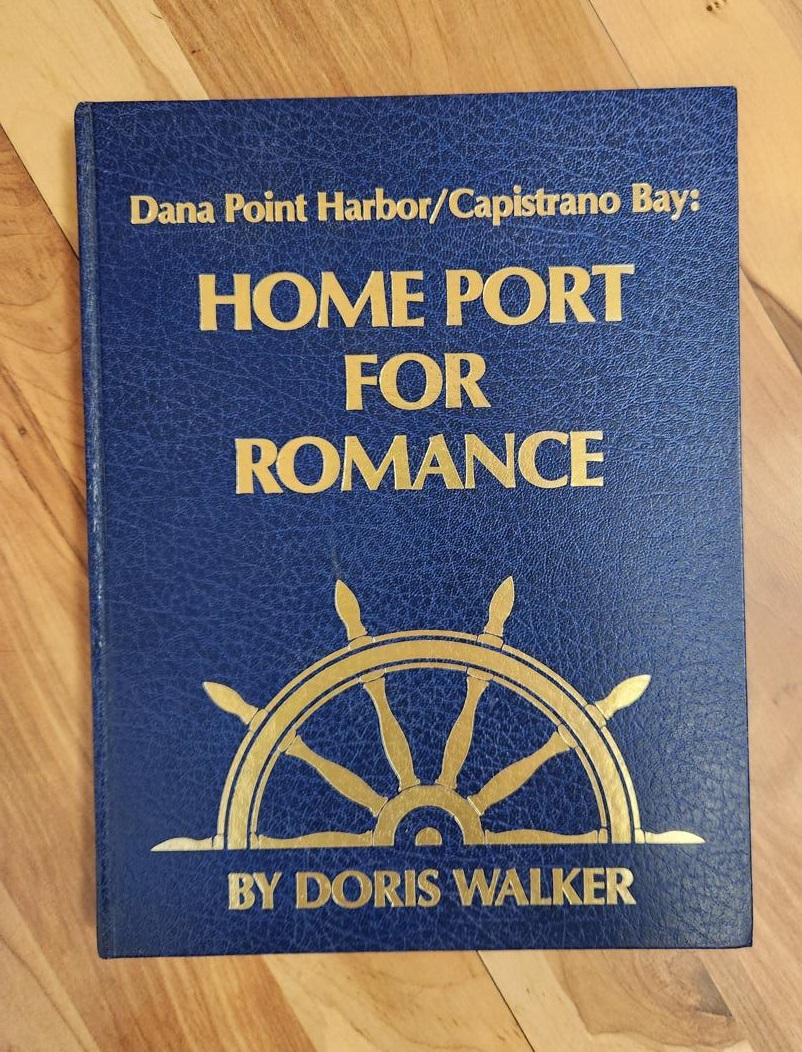 Dana Point Harbor/Capistrano Bay:
HOME PORT
FOR
ROMANCE
BY DORIS WALKER